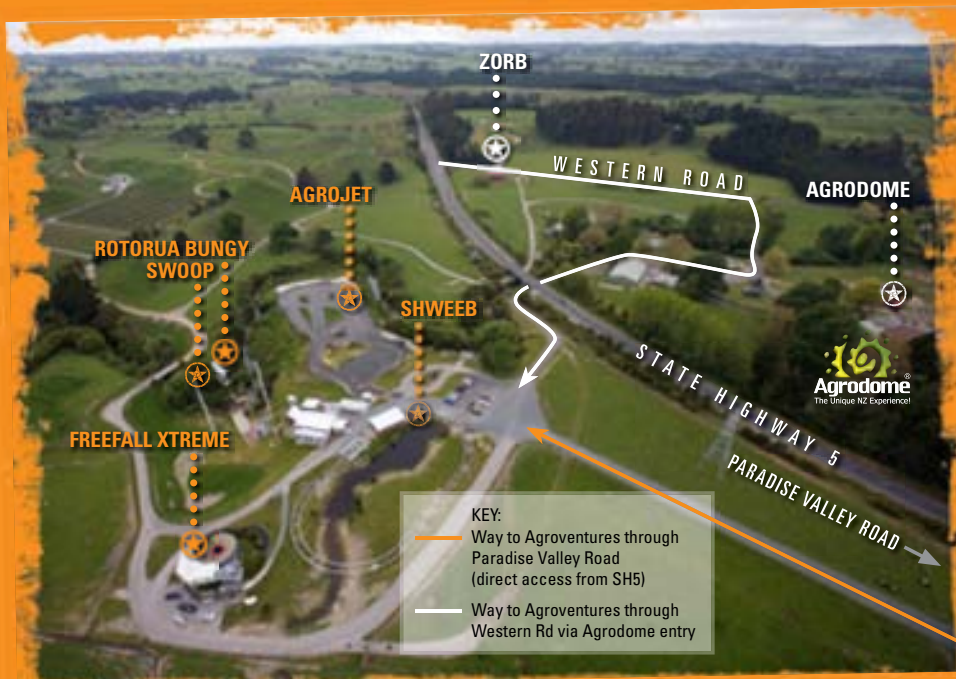 ZORB
WESTERN ROAD
AGRODOME
AGROJET
ROTORUA BUNGY
SWOOP
SHWEEB
STATE HIGHWAY 5
Agrodome®
The Unique NZ Experience!
FREEFALL XTREME
PARADISE VALLEY ROAD
KEY:
Way to Agroventures through
Paradise Valley Road
(direct access from SH5)
Way to Agroventures through
Western Rd via Agrodome entry